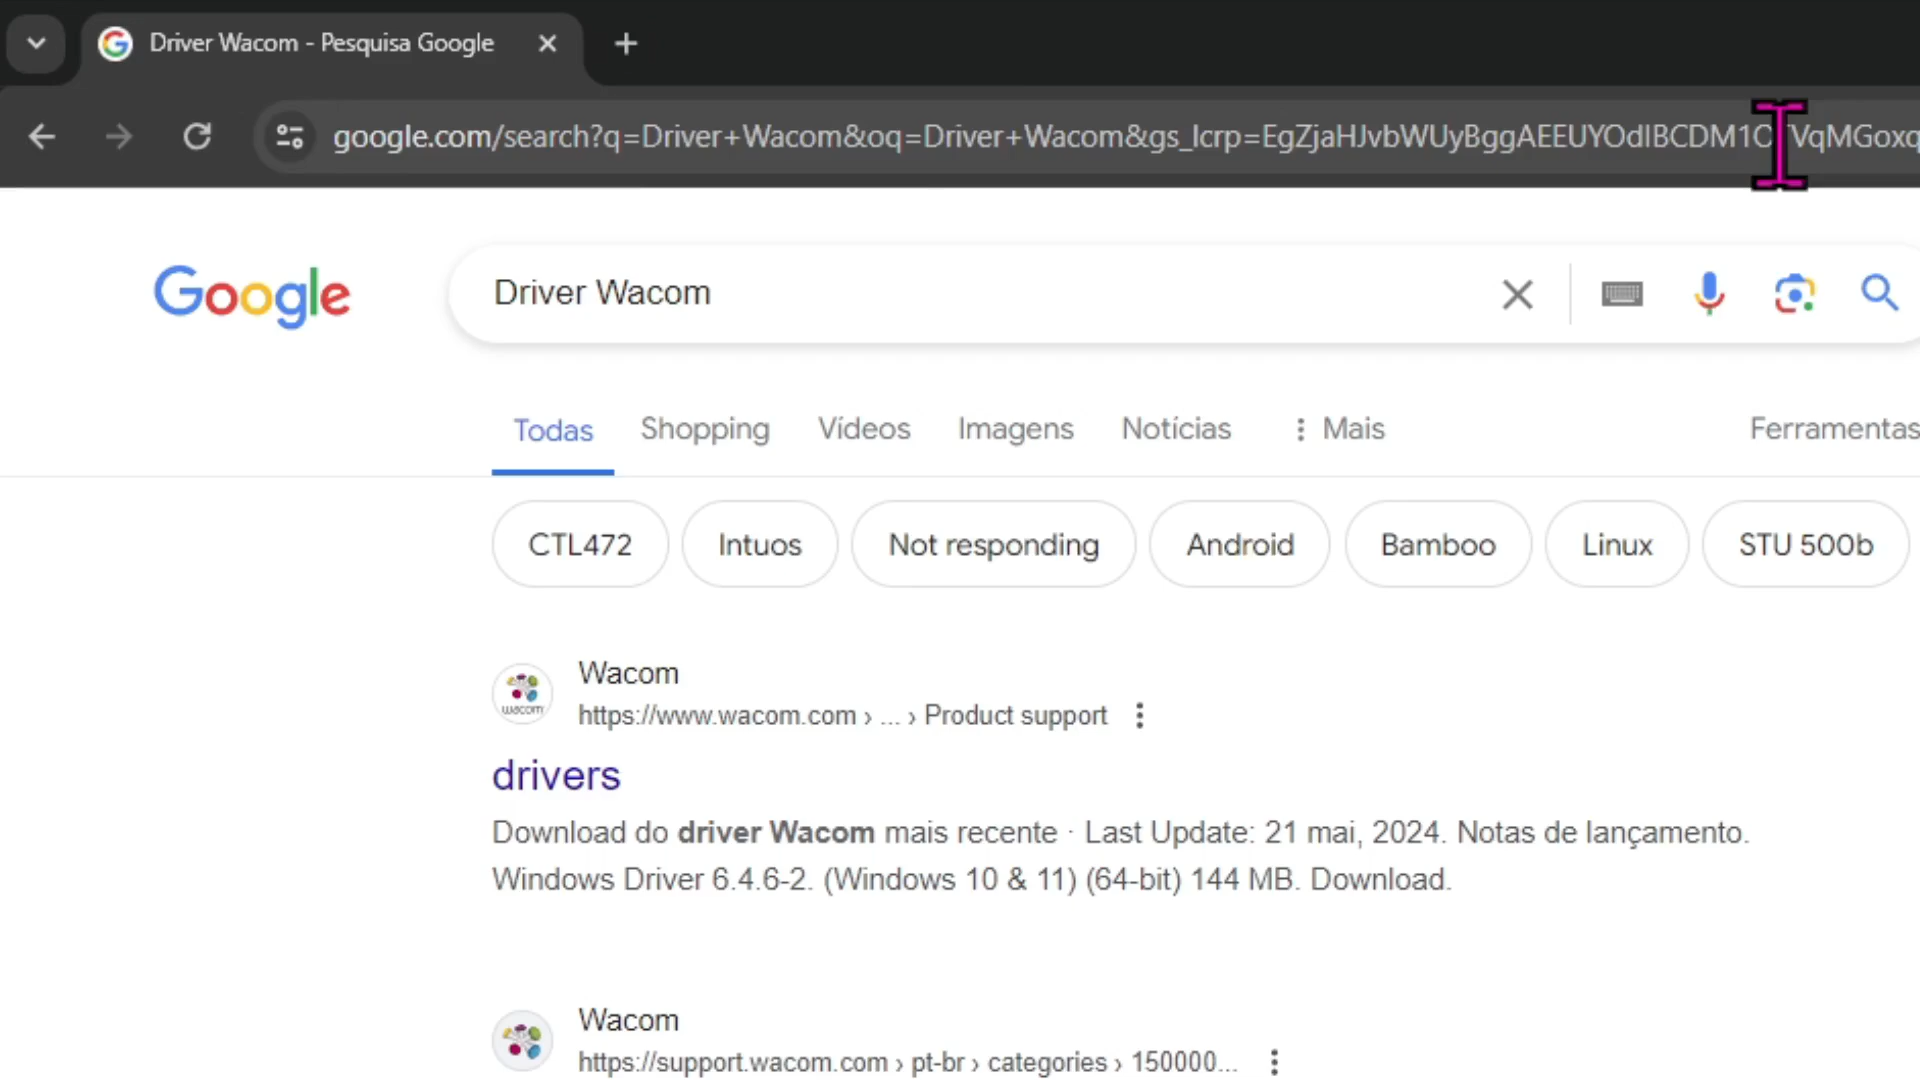 Driver Wacom - Pesquisa Google
google.com/search?q=Driver+Wacom&oq=Driver+Wacom&gs_lcrp=EgZjaHJvbWUyBggAEEUYOdIBCDM1O
Google
Driver Wacom
Todas Shopping Vídeos Imagens Notícias Mais Ferramentas
CTL472 Intuos Not responding Android Bamboo Linux STU 500b
Wacom
wacom
https://www.wacom.com › ... › Product support
drivers
Download do driver Wacom mais recente · Last Update: 21 mai, 2024. Notas de lançamento.
Windows Driver 6.4.6-2. (Windows 10 & 11) (64-bit) 144 MB. Download.
Wacom
https://support.wacom.com › pt-br › categories › 150000...